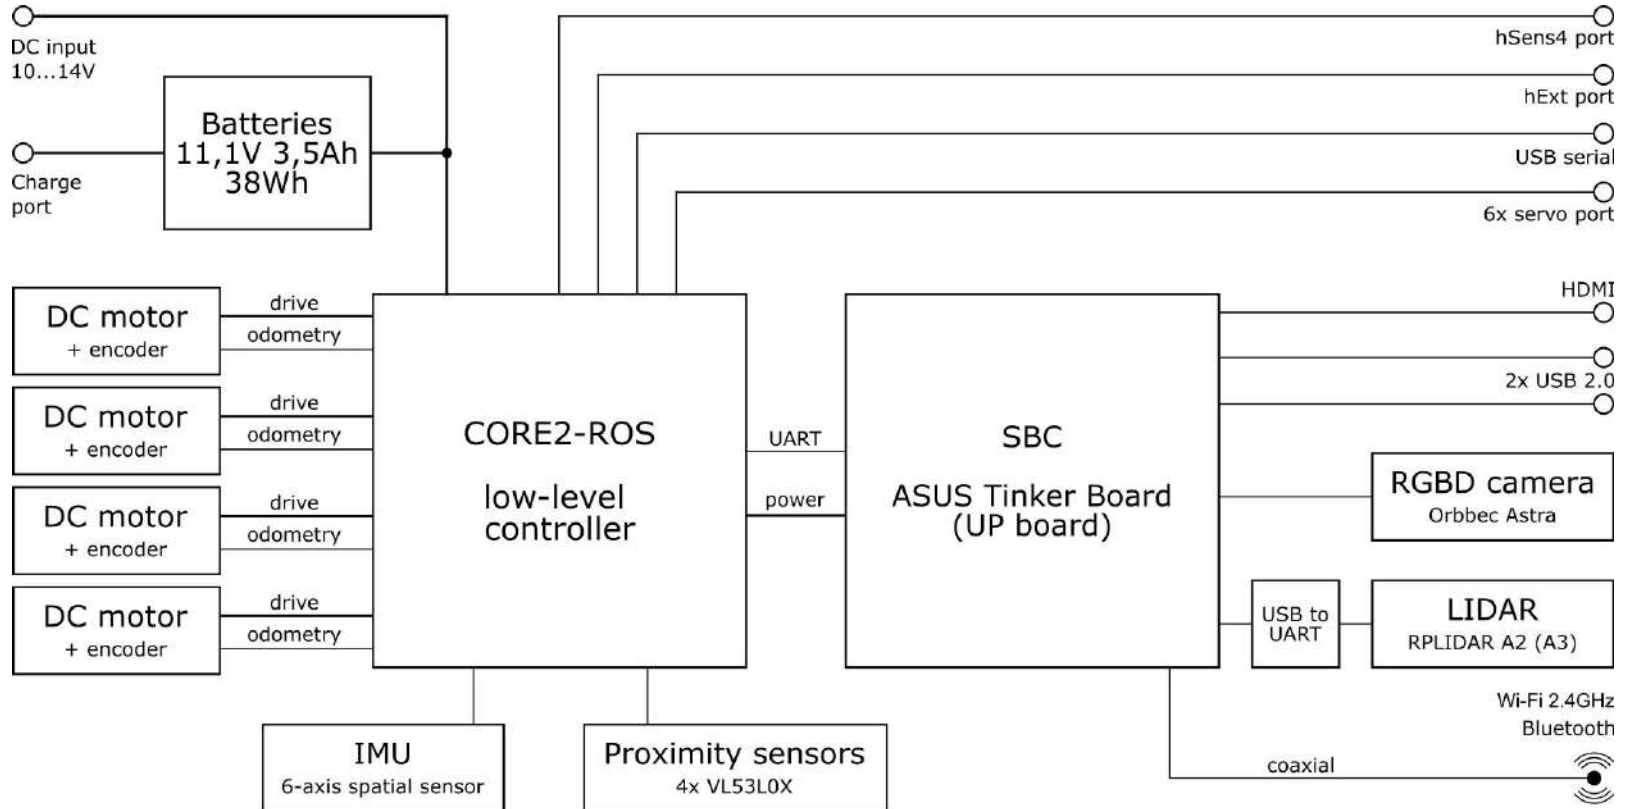 DC input
10...14V
hSens4 port
hExt port
Batteries
11,1V 3,5Ah
38Wh
USB serial
Charge
port
6x servo port
HDMI
2x USB 2.0
DC motor
+ encoder
drive
odometry
DC motor
+ encoder
drive
odometry
DC motor
+ encoder
drive
odometry
DC motor
+ encoder
drive
odometry
CORE2-ROS
low-level
controller
UART
power
SBC
ASUS Tinker Board
(UP board)
RGBD camera
Orbbec Astra
USB to
UART
LIDAR
RPLIDAR A2 (A3)
Wi-Fi 2.4GHz
Bluetooth
coaxial
IMU
6-axis spatial sensor
Proximity sensors
4x VL53L0X